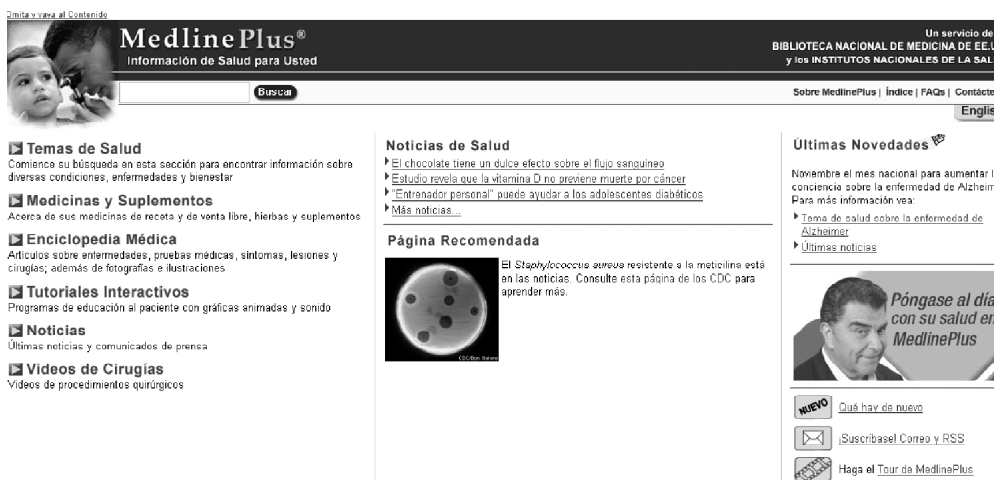 Omita y vaya al Contenido
MedlinePlus®
Información de Salud para Usted
Un servicio de
BIBLIOTECA NACIONAL DE MEDICINA DE EE.U
y los INSTITUTOS NACIONALES DE LA SAL
Buscar
Sobre MedlinePlus | Índice | FAQs | Contácte
Englis
Temas de Salud
Comience su búsqueda en esta sección para encontrar información sobre
diversas condiciones, enfermedades y bienestar
Medicinas y Suplementos
Acerca de sus medicinas de receta y de venta libre, hierbas y suplementos
Enciclopedia Médica
Artículos sobre enfermedades, pruebas médicas, síntomas, lesiones y
cirugías; además de fotografías e ilustraciones
Tutoriales Interactivos
Programas de educación al paciente con gráficas animadas y sonido
Noticias
Últimas noticias y comunicados de prensa
Videos de Cirugías
Videos de procedimientos quirúrgicos
Noticias de Salud
El chocolate tiene un dulce efecto sobre el flujo sanguíneo
Estudio revela que la vitamina D no previene muerte por cáncer
"Entrenador personal" puede ayudar a los adolescentes diabéticos
Más noticias...
Página Recomendada
El Staphylococcus aureus resistente a la meticilina está
en las noticias. Consulte esta página de los CDC para
aprender más.
Últimas Novedades
Noviembre el mes nacional para aumentar l
conciencia sobre la enfermedad de Alzheim
Para más información vea:
Tema de salud sobre la enfermedad de
Alzheimer
Últimas noticias
Póngase al día
con su salud en
MedlinePlus
NUEVO
Qué hay de nuevo
¡Suscríbase! Correo y RSS
Haga el Tour de MedlinePlus